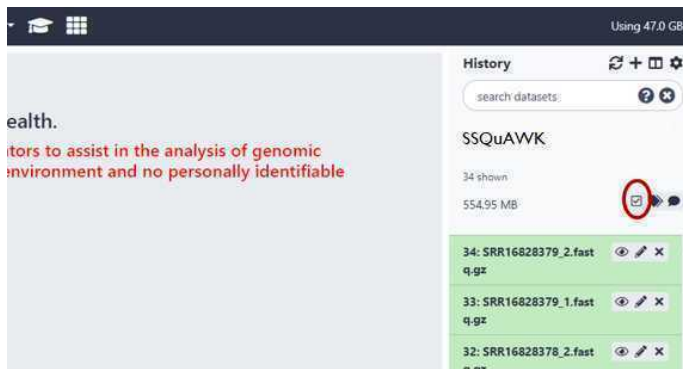 Using 47.0 GB
History
search datasets
ealth.
tors to assist in the analysis of genomic
environment and no personally identifiable
SSQuAWK
34 shown
554.95 MB
34: SRR16828379_2.fast
q.gz
33: SRR16828379_1.fast
q.gz
32: SRR16828378_2.fast
q.gz